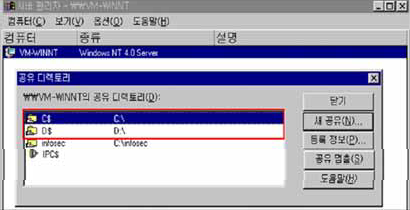 서버 관리자 - ₩₩VM-WINNT
컴퓨터(C) 보기(V) 옵션(O) 도움말(H)
컴퓨터 종류 설명
VM-WINNT Windows NT 4.0 Server
공유 디렉토리
₩₩VM-WINNT의 공유 디렉토리(D):
C$ C:\
D$ D:\
infosec C:\infosec
IPC$
닫기
새 공유(N)...
등록 정보(P)...
공유 멈춤(S)
도움말(H)